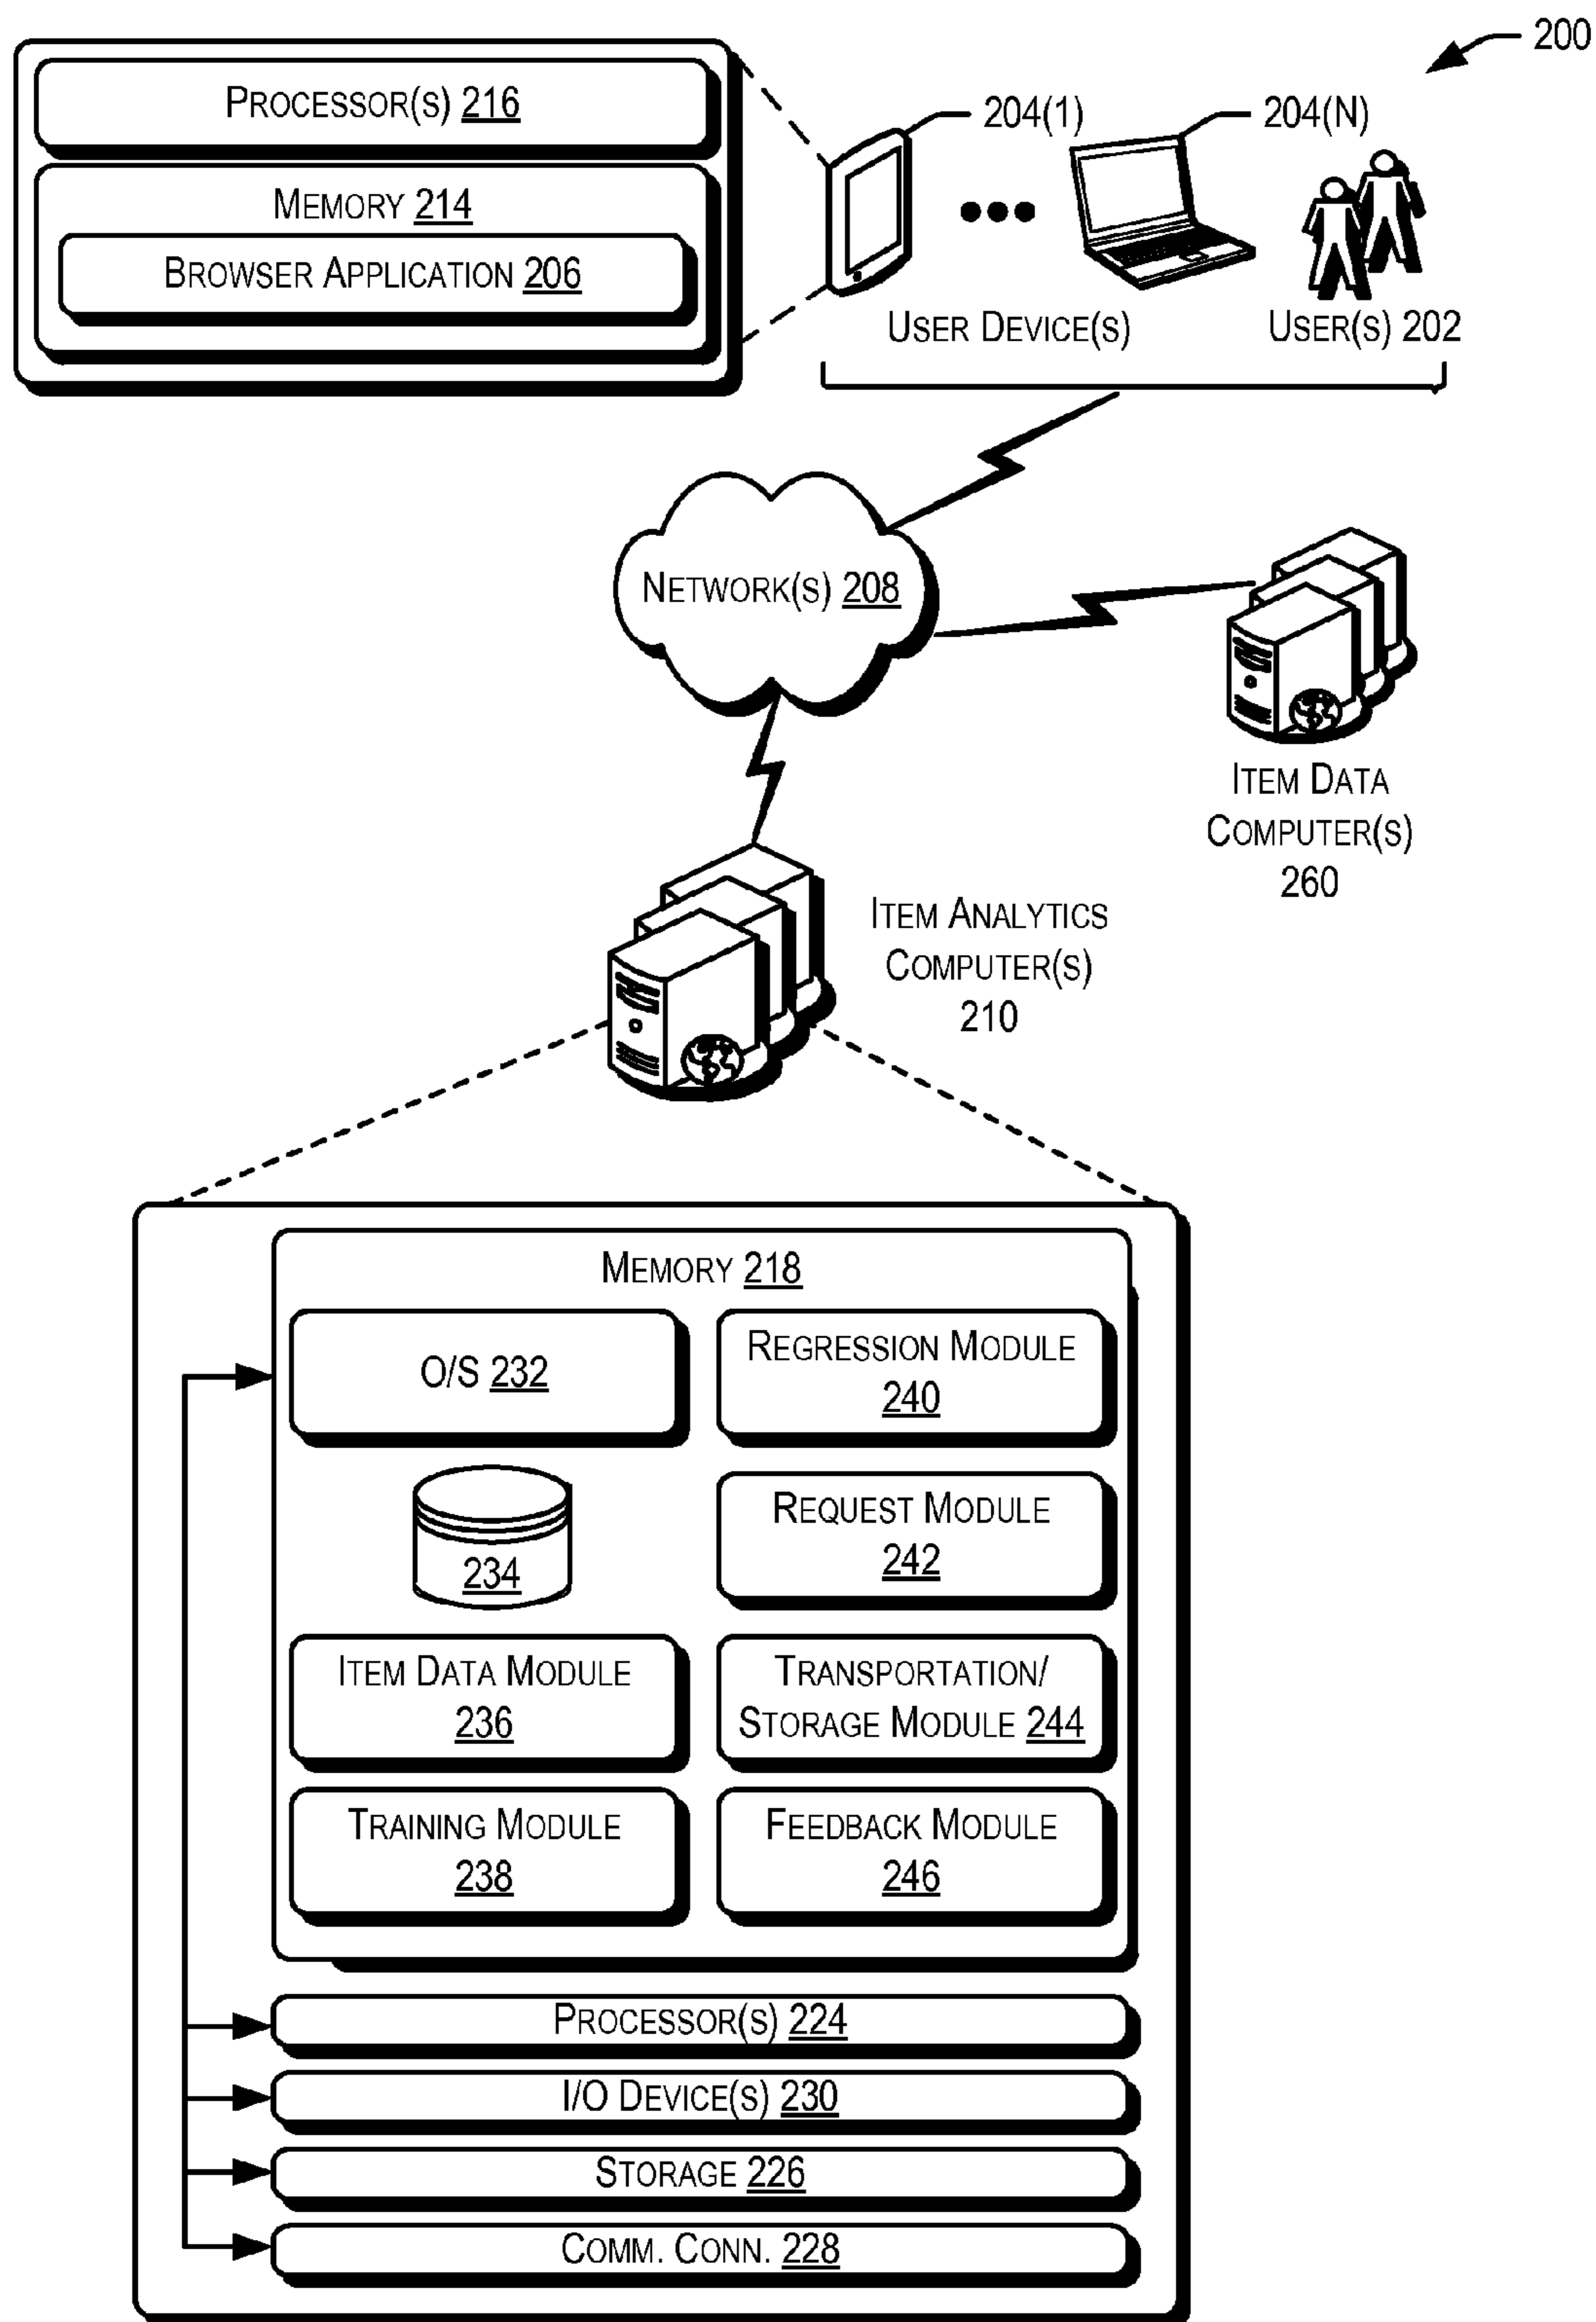 200
PROCESSOR(S) 216
MEMORY 214
BROWSER APPLICATION 206
204(1)
204(N)
USER DEVICE(S)
USER(S) 202
NETWORK(S) 208
ITEM DATA
COMPUTER(S)
260
ITEM ANALYTICS
COMPUTER(S)
210
MEMORY 218
O/S 232
REGRESSION MODULE
240
234
REQUEST MODULE
242
ITEM DATA MODULE
236
TRANSPORTATION/
STORAGE MODULE 244
TRAINING MODULE
238
FEEDBACK MODULE
246
PROCESSOR(S) 224
I/O DEVICE(S) 230
STORAGE 226
COMM. CONN. 228